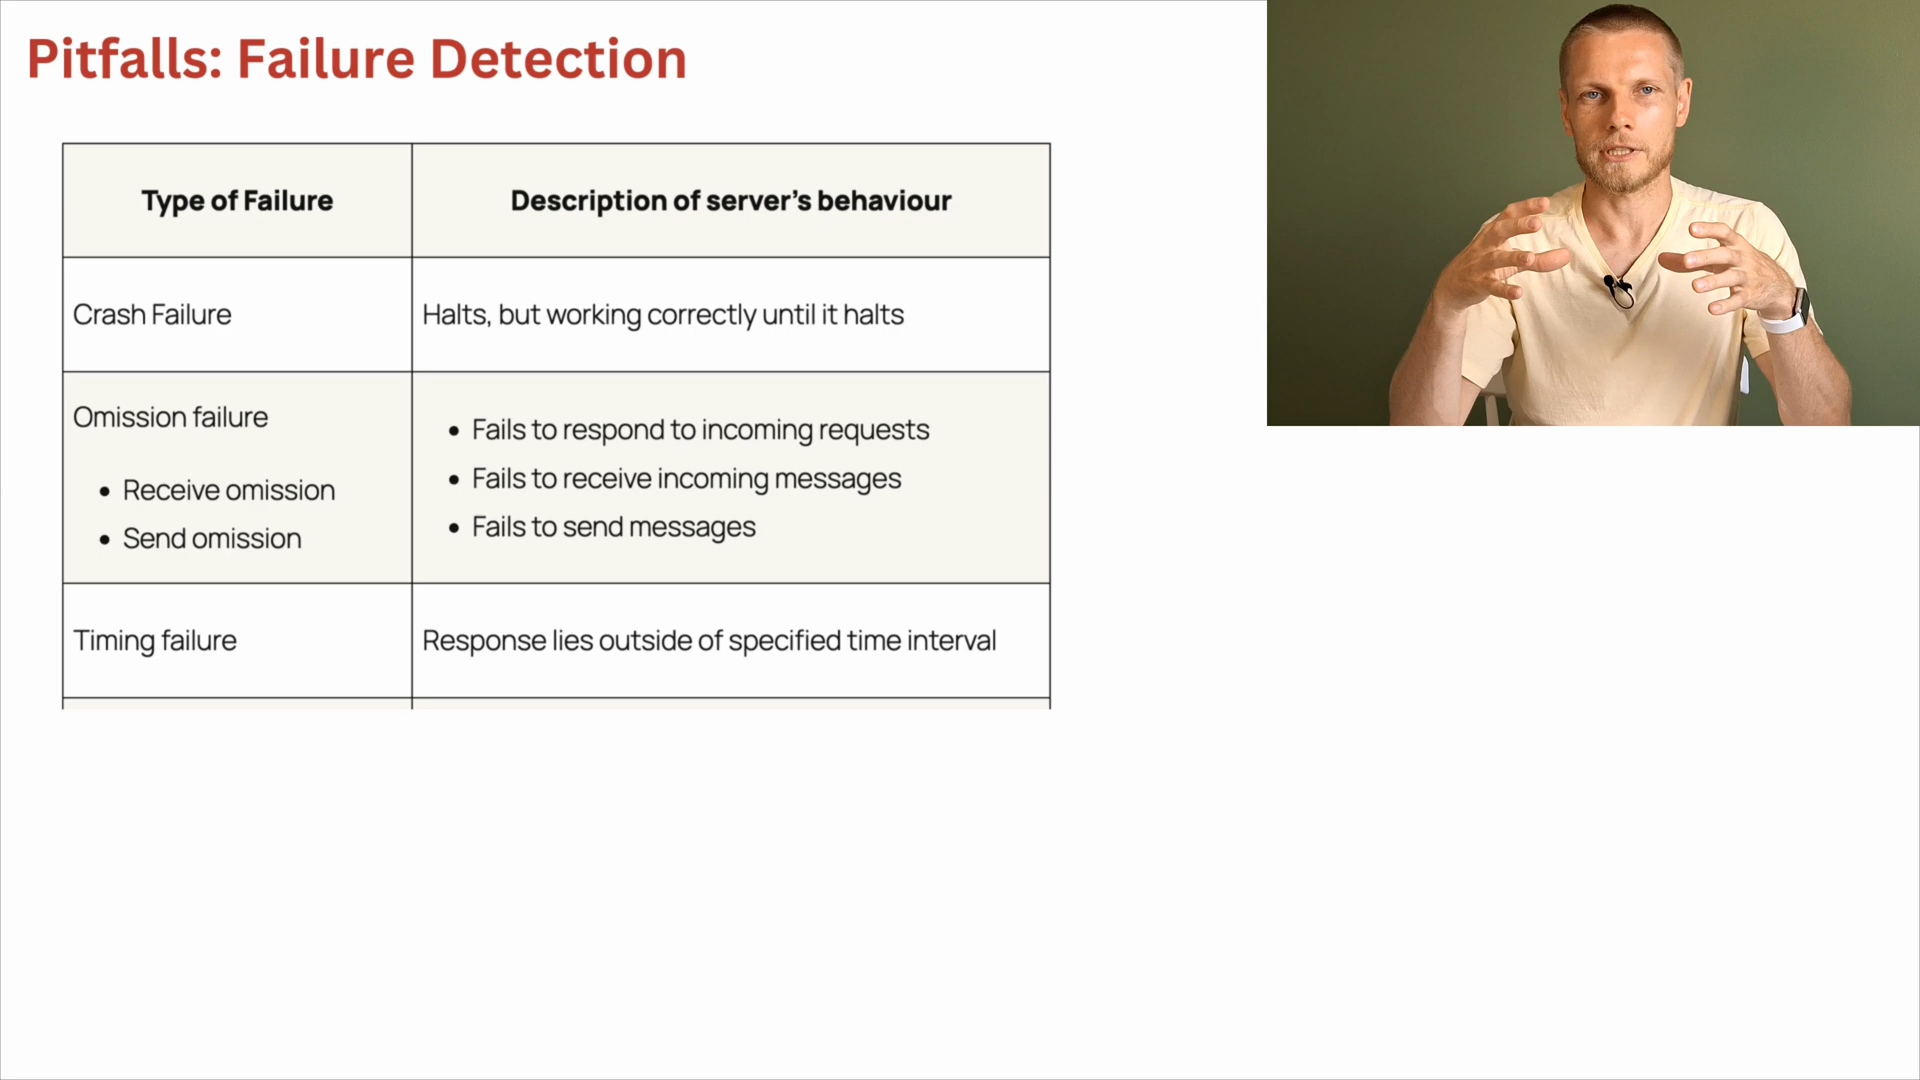 Pitfalls: Failure Detection
Type of Failure
Description of server's behaviour
Crash Failure
Halts, but working correctly until it halts
Omission failure
• Receive omission
• Send omission
• Fails to respond to incoming requests
• Fails to receive incoming messages
• Fails to send messages
Timing failure
Response lies outside of specified time interval